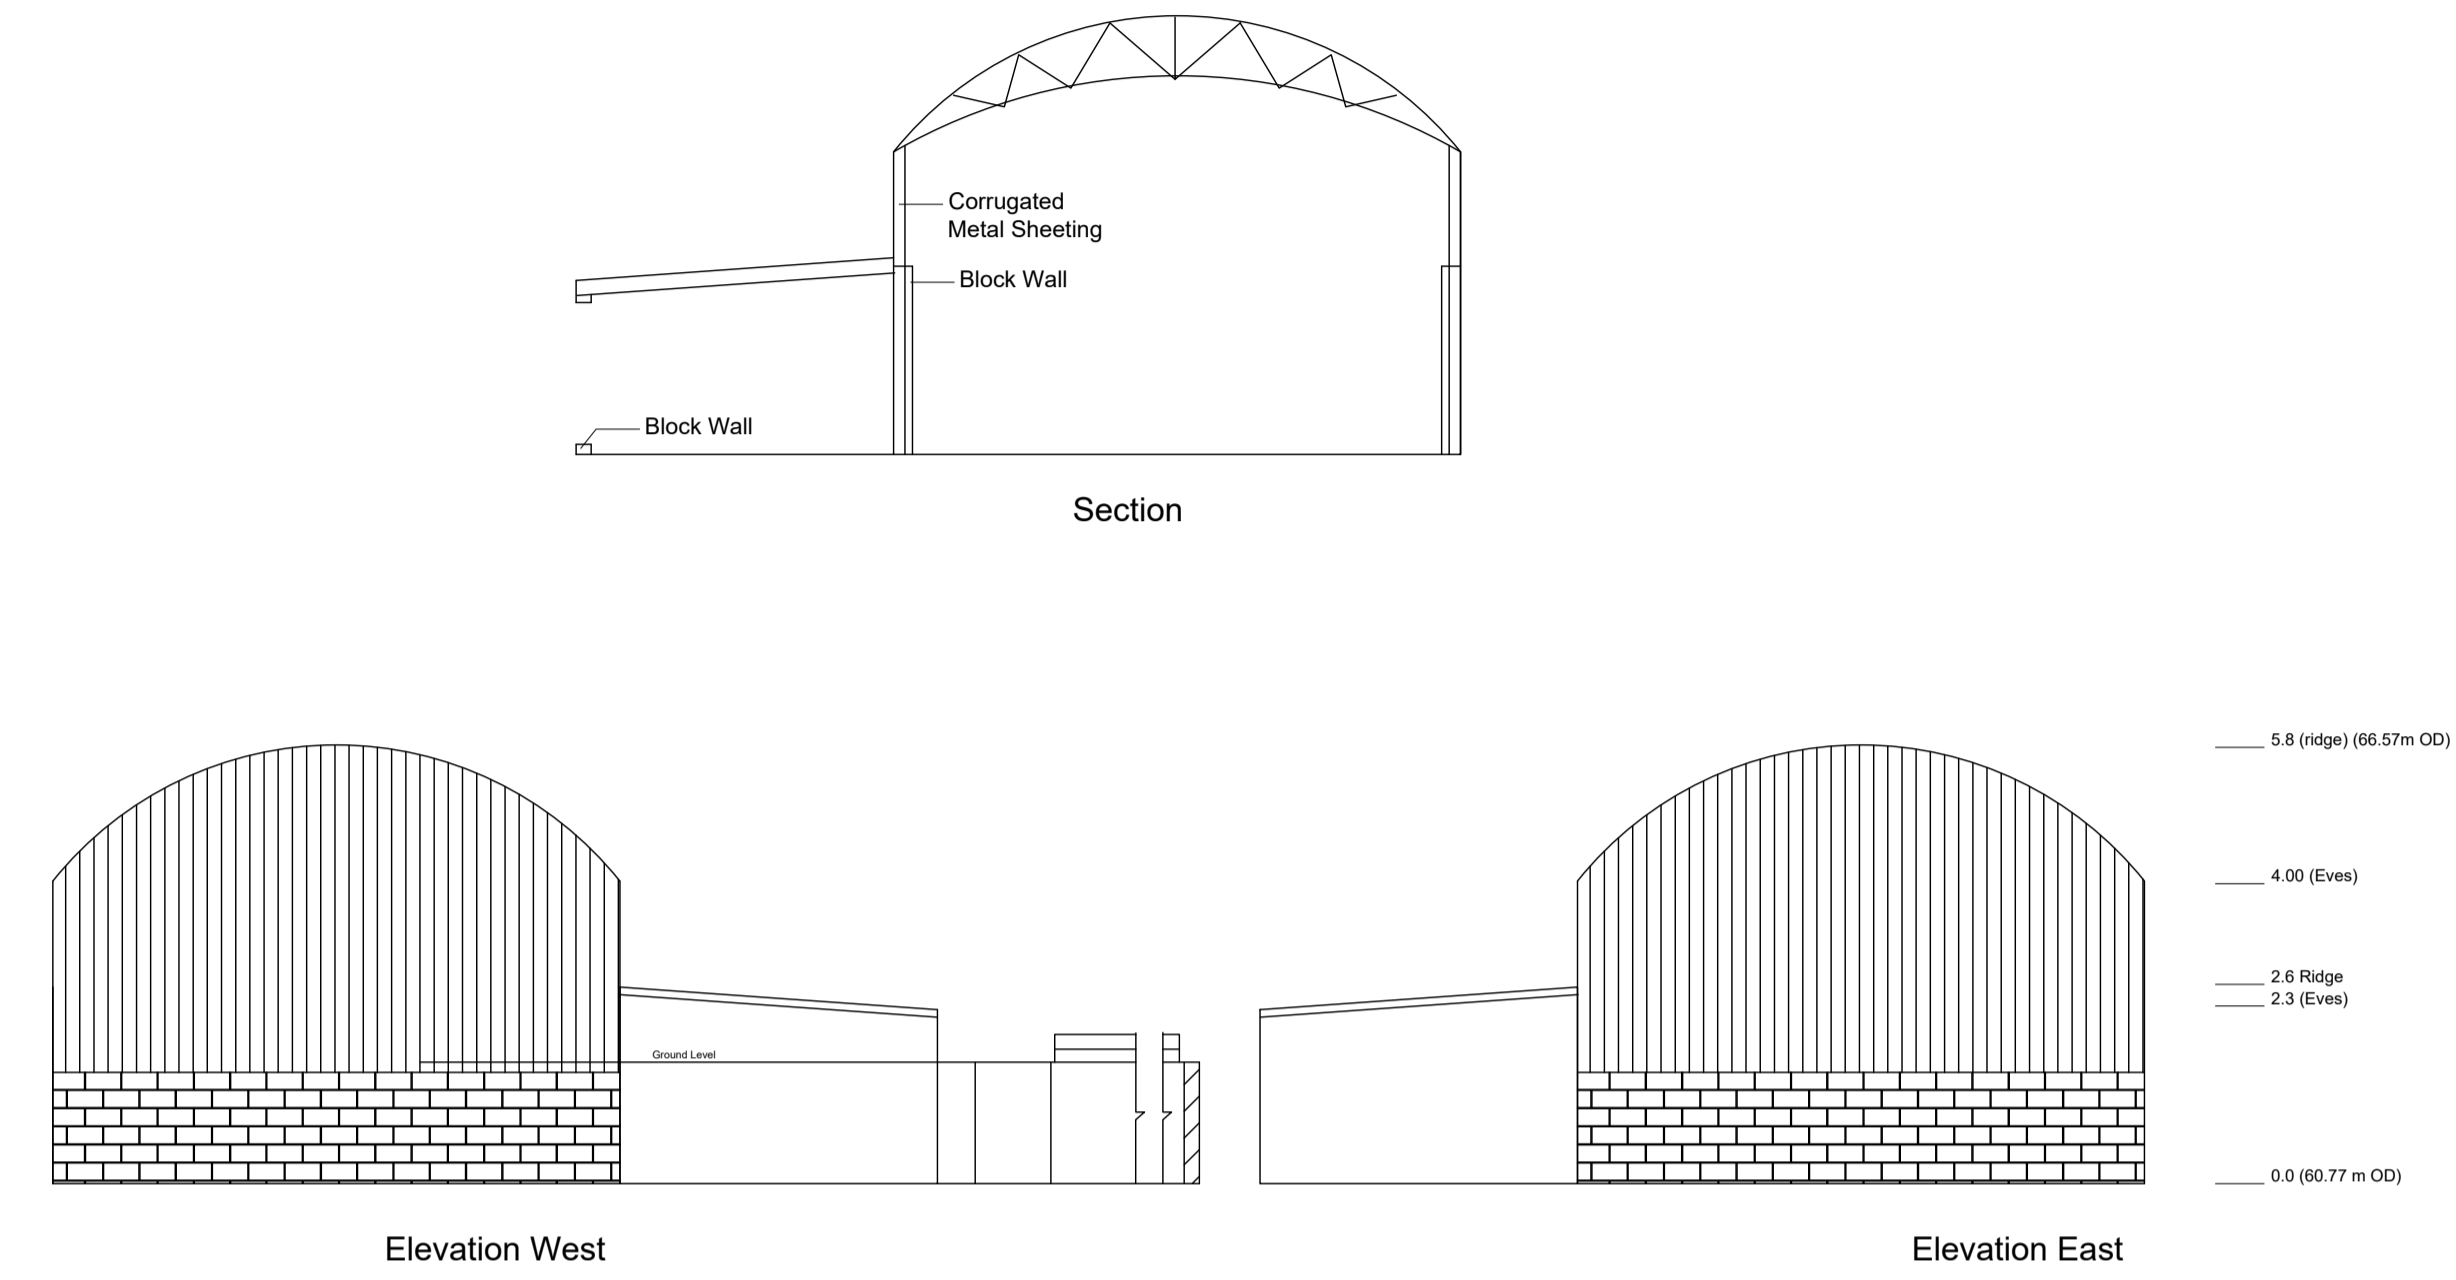 Corrugated
Metal Sheeting
Block Wall
Block Wall
Section
5.8 (ridge) (66.57m OD)
4.00 (Eves)
2.6 Ridge
2.3 (Eves)
Ground Level
0.0 (60.77 m OD)
Elevation West
Elevation East